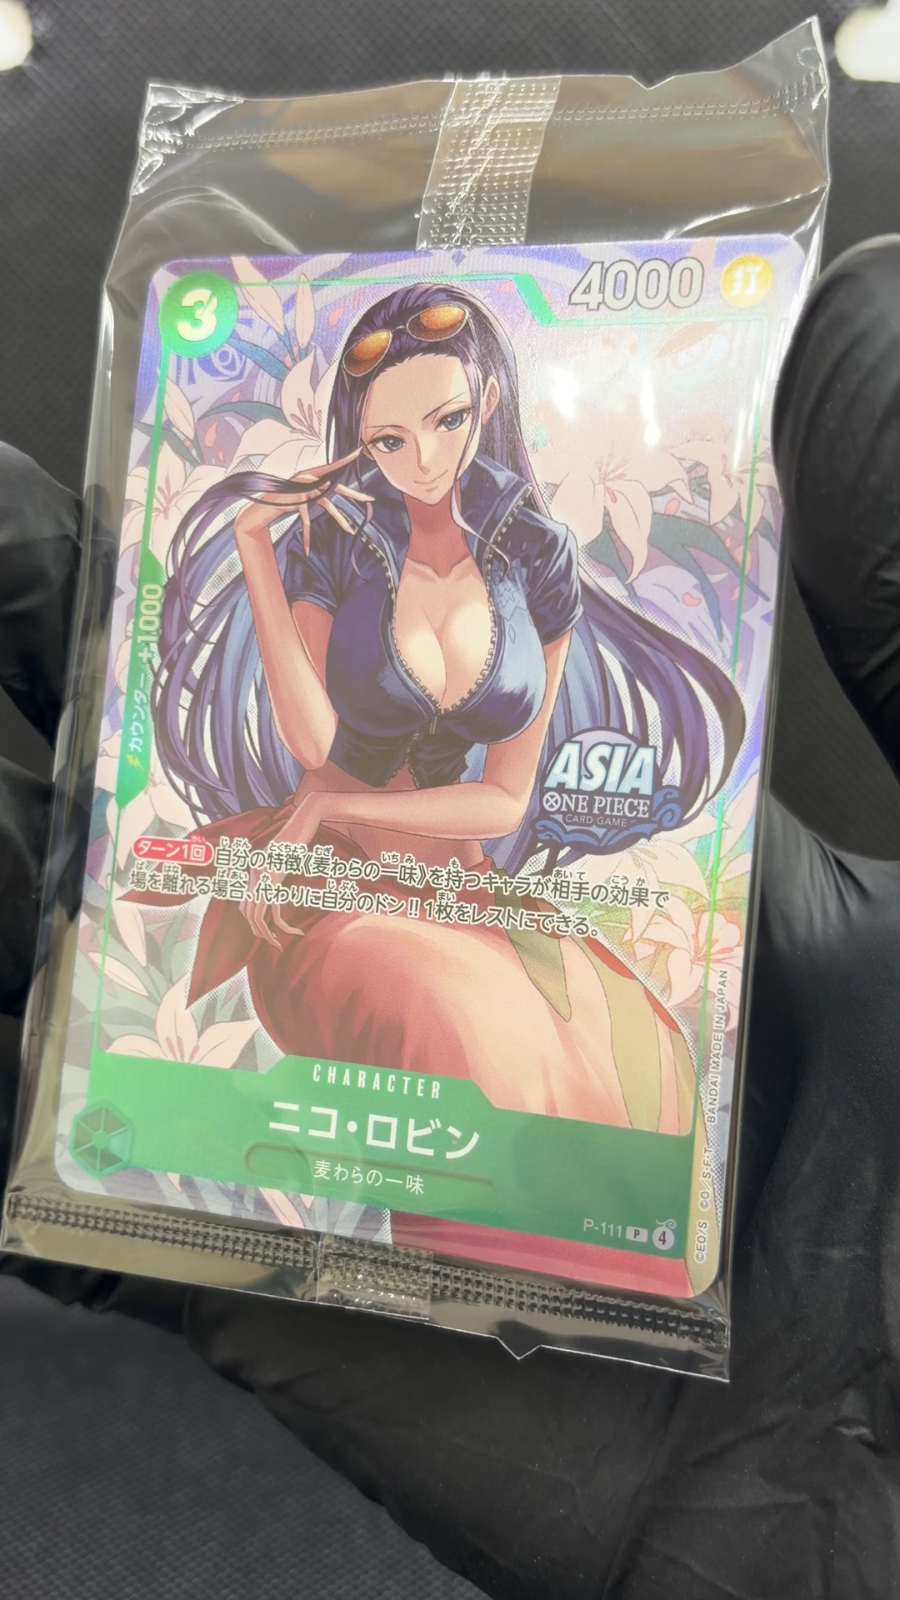 3
4000
打
カウンター+1000
ASIA
ONE PIECE
CARD GAME
ターン1回 自分の特徴《麦わらの一味》を持つキャラが相手の効果で
場を離れる場合、代わりに自分のドン!!1枚をレストにできる。
CHARACTER
ニコ・ロビン
麦わらの一味
P-111 P 4
©E.O/S ©O/ S・F・T・ BANDAI MADE IN JAPAN